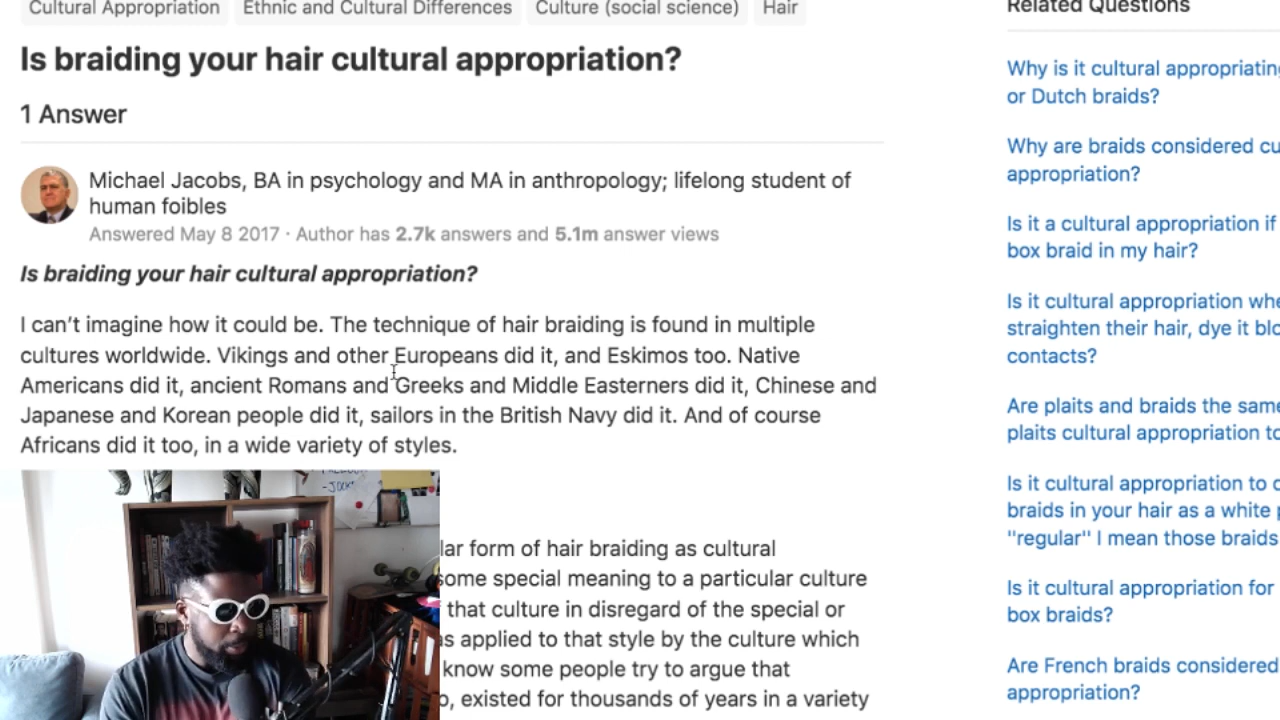 Cultural Appropriation Ethnic and Cultural Differences Culture (social science) Hair
Is braiding your hair cultural appropriation?
1 Answer
Michael Jacobs, BA in psychology and MA in anthropology; lifelong student of
human foibles
Answered May 8 2017 · Author has 2.7k answers and 5.1m answer views
Is braiding your hair cultural appropriation?
I can’t imagine how it could be. The technique of hair braiding is found in multiple
cultures worldwide. Vikings and other Europeans did it, and Eskimos too. Native
Americans did it, ancient Romans and Greeks and Middle Easterners did it, Chinese and
Japanese and Korean people did it, sailors in the British Navy did it. And of course
Africans did it too, in a wide variety of styles.
form of hair braiding as cultural
some special meaning to a particular culture
that culture in disregard of the special or
applied to that style by the culture which
know some people try to argue that
existed for thousands of years in a variety
-JOCK
Related Questions
Why is it cultural appropriating
or Dutch braids?
Why are braids considered
appropriation?
Is it a cultural appropriation if
box braid in my hair?
Is it cultural appropriation
straighten their hair, dye it
contacts?
Are plaits and braids the same
plaits cultural appropriation
Is it cultural appropriation to
braids in your hair as a white
"regular" I mean those braids
Is it cultural appropriation for
box braids?
Are French braids considered
appropriation?